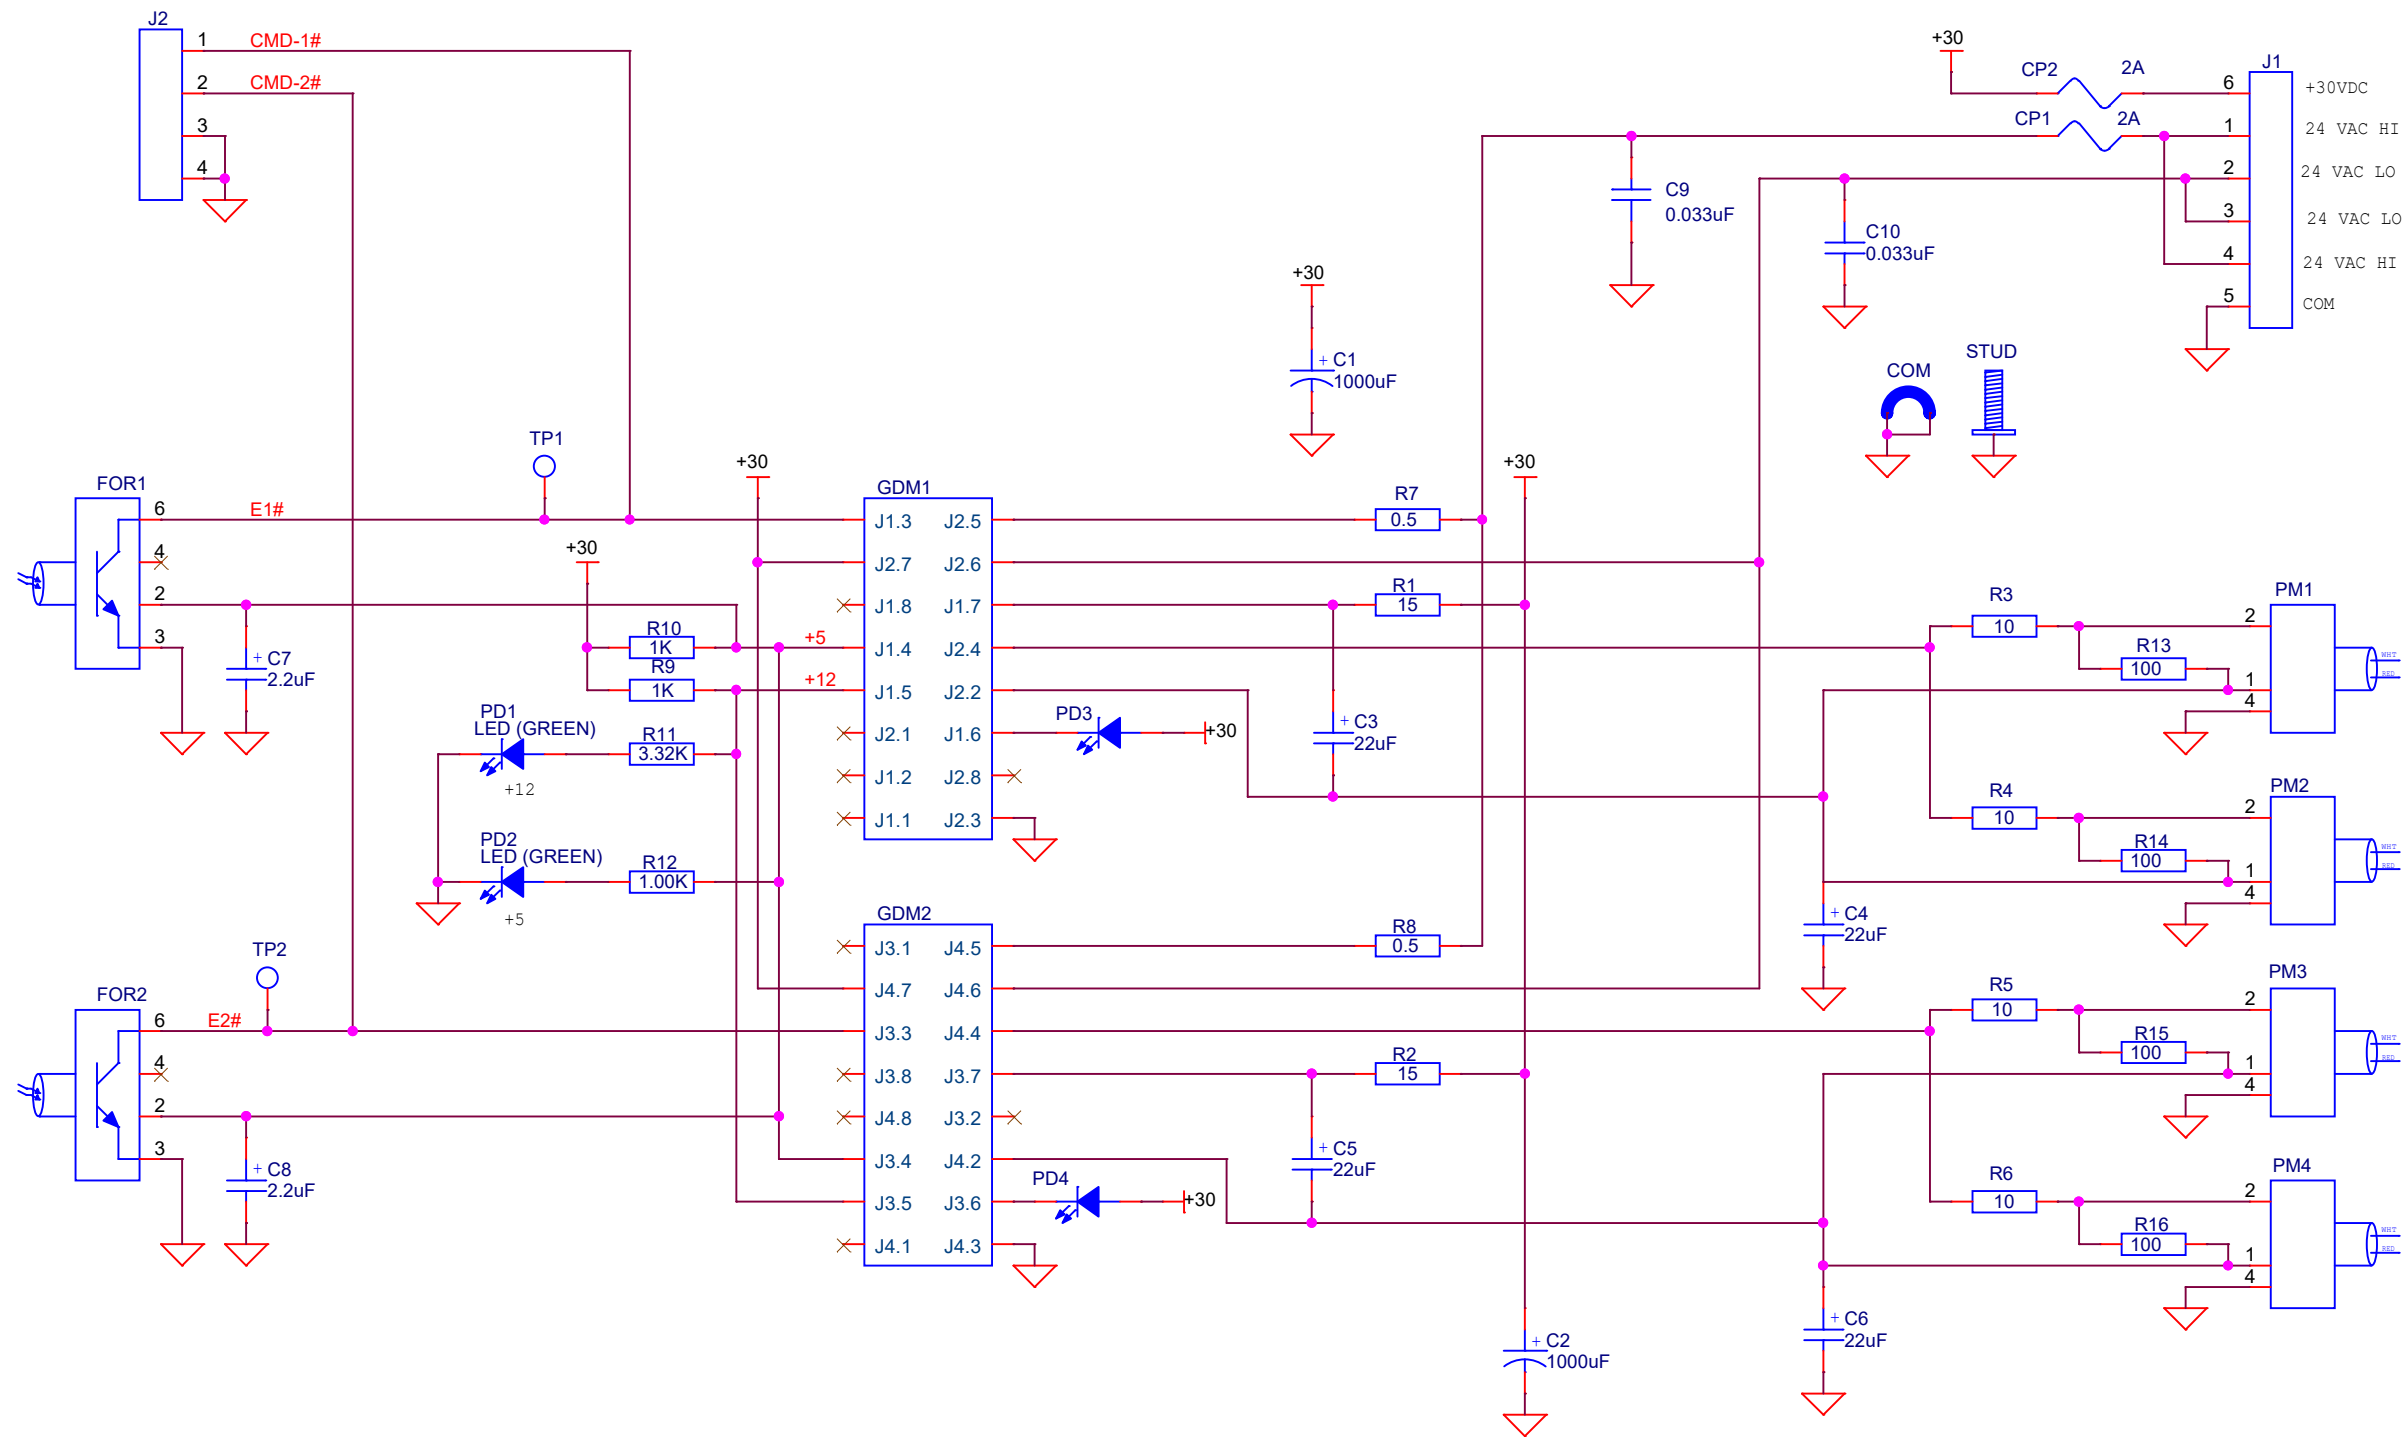 J2
1
CMD-1#
2
CMD-2#
3
4
+30
CP2
2A
J1
6
+30VDC
CP1
2A
1
24 VAC HI
2
24 VAC LO
3
24 VAC LO
4
24 VAC HI
5
COM
C9
0.033uF
C10
0.033uF
+30
+ C1
1000uF
COM
STUD
FOR1
6
E1#
4
2
3
TP1
+ C7
2.2uF
+30
R10
1K
+5
R9
1K
+12
PD1
LED (GREEN)
+12
R11
3.32K
PD2
LED (GREEN)
+5
R12
1.00K
+30
GDM1
J1.3 J2.5
J2.7 J2.6
J1.8 J1.7
J1.4 J2.4
J1.5 J2.2
J2.1 J1.6
J1.2 J2.8
J1.1 J2.3
PD3
+30
R7
0.5
+30
R1
15
+ C3
22uF
R3
10
R13
100
PM1
2
1
4
WHT
RED
R4
10
R14
100
PM2
2
1
4
WHT
RED
+ C4
22uF
TP2
FOR2
6
E2#
4
2
3
+ C8
2.2uF
GDM2
J3.1 J4.5
J4.7 J4.6
J3.3 J4.4
J3.8 J3.7
J4.8 J3.2
J3.4 J4.2
J3.5 J3.6
J4.1 J4.3
PD4
+30
R8
0.5
R2
15
+ C5
22uF
+ C2
1000uF
R5
10
R15
100
PM3
2
1
4
WHT
RED
R6
10
R16
100
PM4
2
1
4
WHT
RED
+ C6
22uF